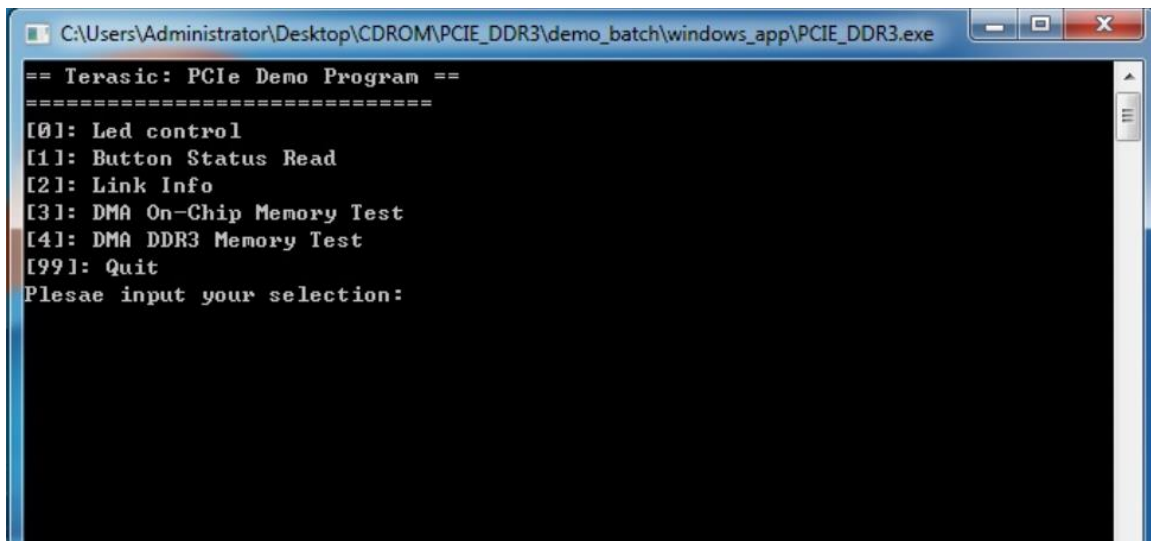 C:\Users\Administrator\Desktop\CDROM\PCIE_DDR3\demo_batch\windows_app\PCIE_DDR3.exe
== Terasic: PCIe Demo Program ==
==============================
[0]: Led control
[1]: Button Status Read
[2]: Link Info
[3]: DMA On-Chip Memory Test
[4]: DMA DDR3 Memory Test
[99]: Quit
Plesae input your selection: